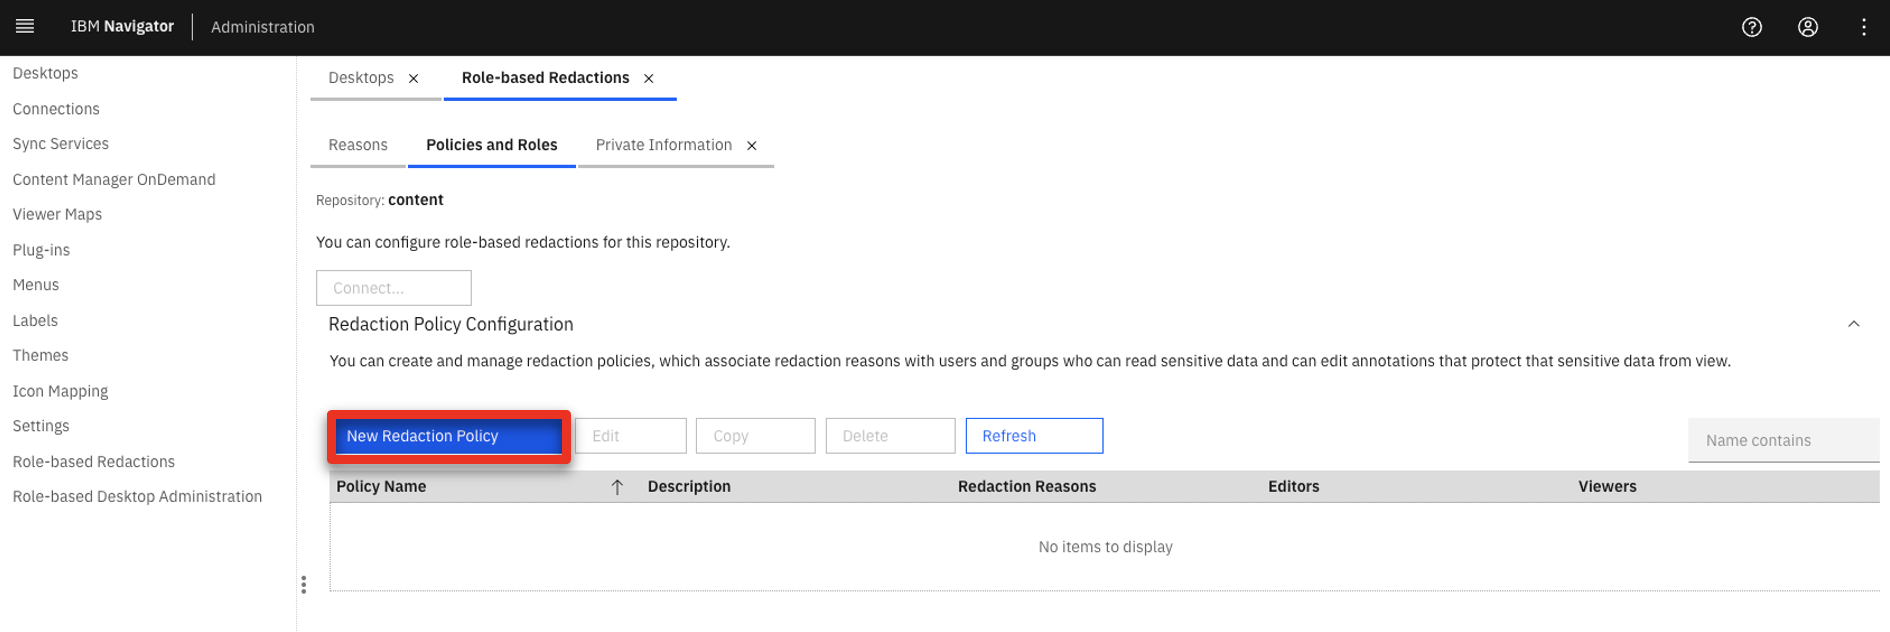 IBM Navigator Administration
Desktops
Connections
Sync Services
Content Manager OnDemand
Viewer Maps
Plug-ins
Menus
Labels
Themes
Icon Mapping
Settings
Role-based Redactions
Role-based Desktop Administration
Desktops Role-based Redactions
Reasons Policies and Roles Private Information
Repository: content
You can configure role-based redactions for this repository.
Connect...
Redaction Policy Configuration
You can create and manage redaction policies, which associate redaction reasons with users and groups who can read sensitive data and can edit annotations that protect that sensitive data from view.
New Redaction Policy Edit Copy Delete Refresh Name contains
Policy Name Description Redaction Reasons Editors Viewers
No items to display